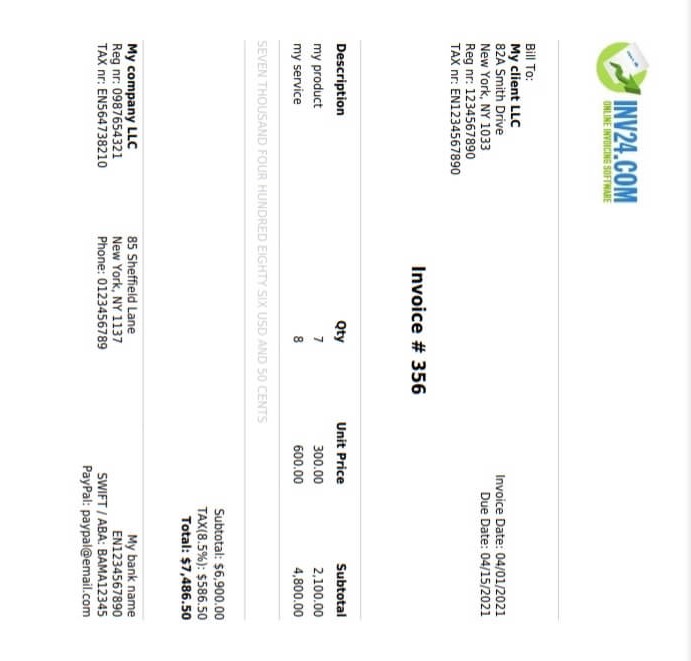 INV24.COM
ONLINE INVOICING SOFTWARE
Bill To:
My client LLC
82A Smith Drive Invoice Date: 04/01/2021
New York, NY 1033 Due Date: 04/15/2021
Reg nr: 1234567890
TAX nr: EN1234567890
Invoice # 356
Description Qty Unit Price Subtotal
my product 7 300.00 2,100.00
my service 8 600.00 4,800.00
SEVEN THOUSAND FOUR HUNDRED EIGHTY SIX USD AND 50 CENTS
Subtotal: $6,900.00
TAX(8.5%): $586.50
Total: $7,486.50
My company LLC 85 Sheffield Lane My bank name
Reg nr: 0987654321 New York, NY 1137 EN1234567890
TAX nr: EN564738210 Phone: 0123456789 SWIFT / ABA: BAMA12345
PayPal: paypal@email.com